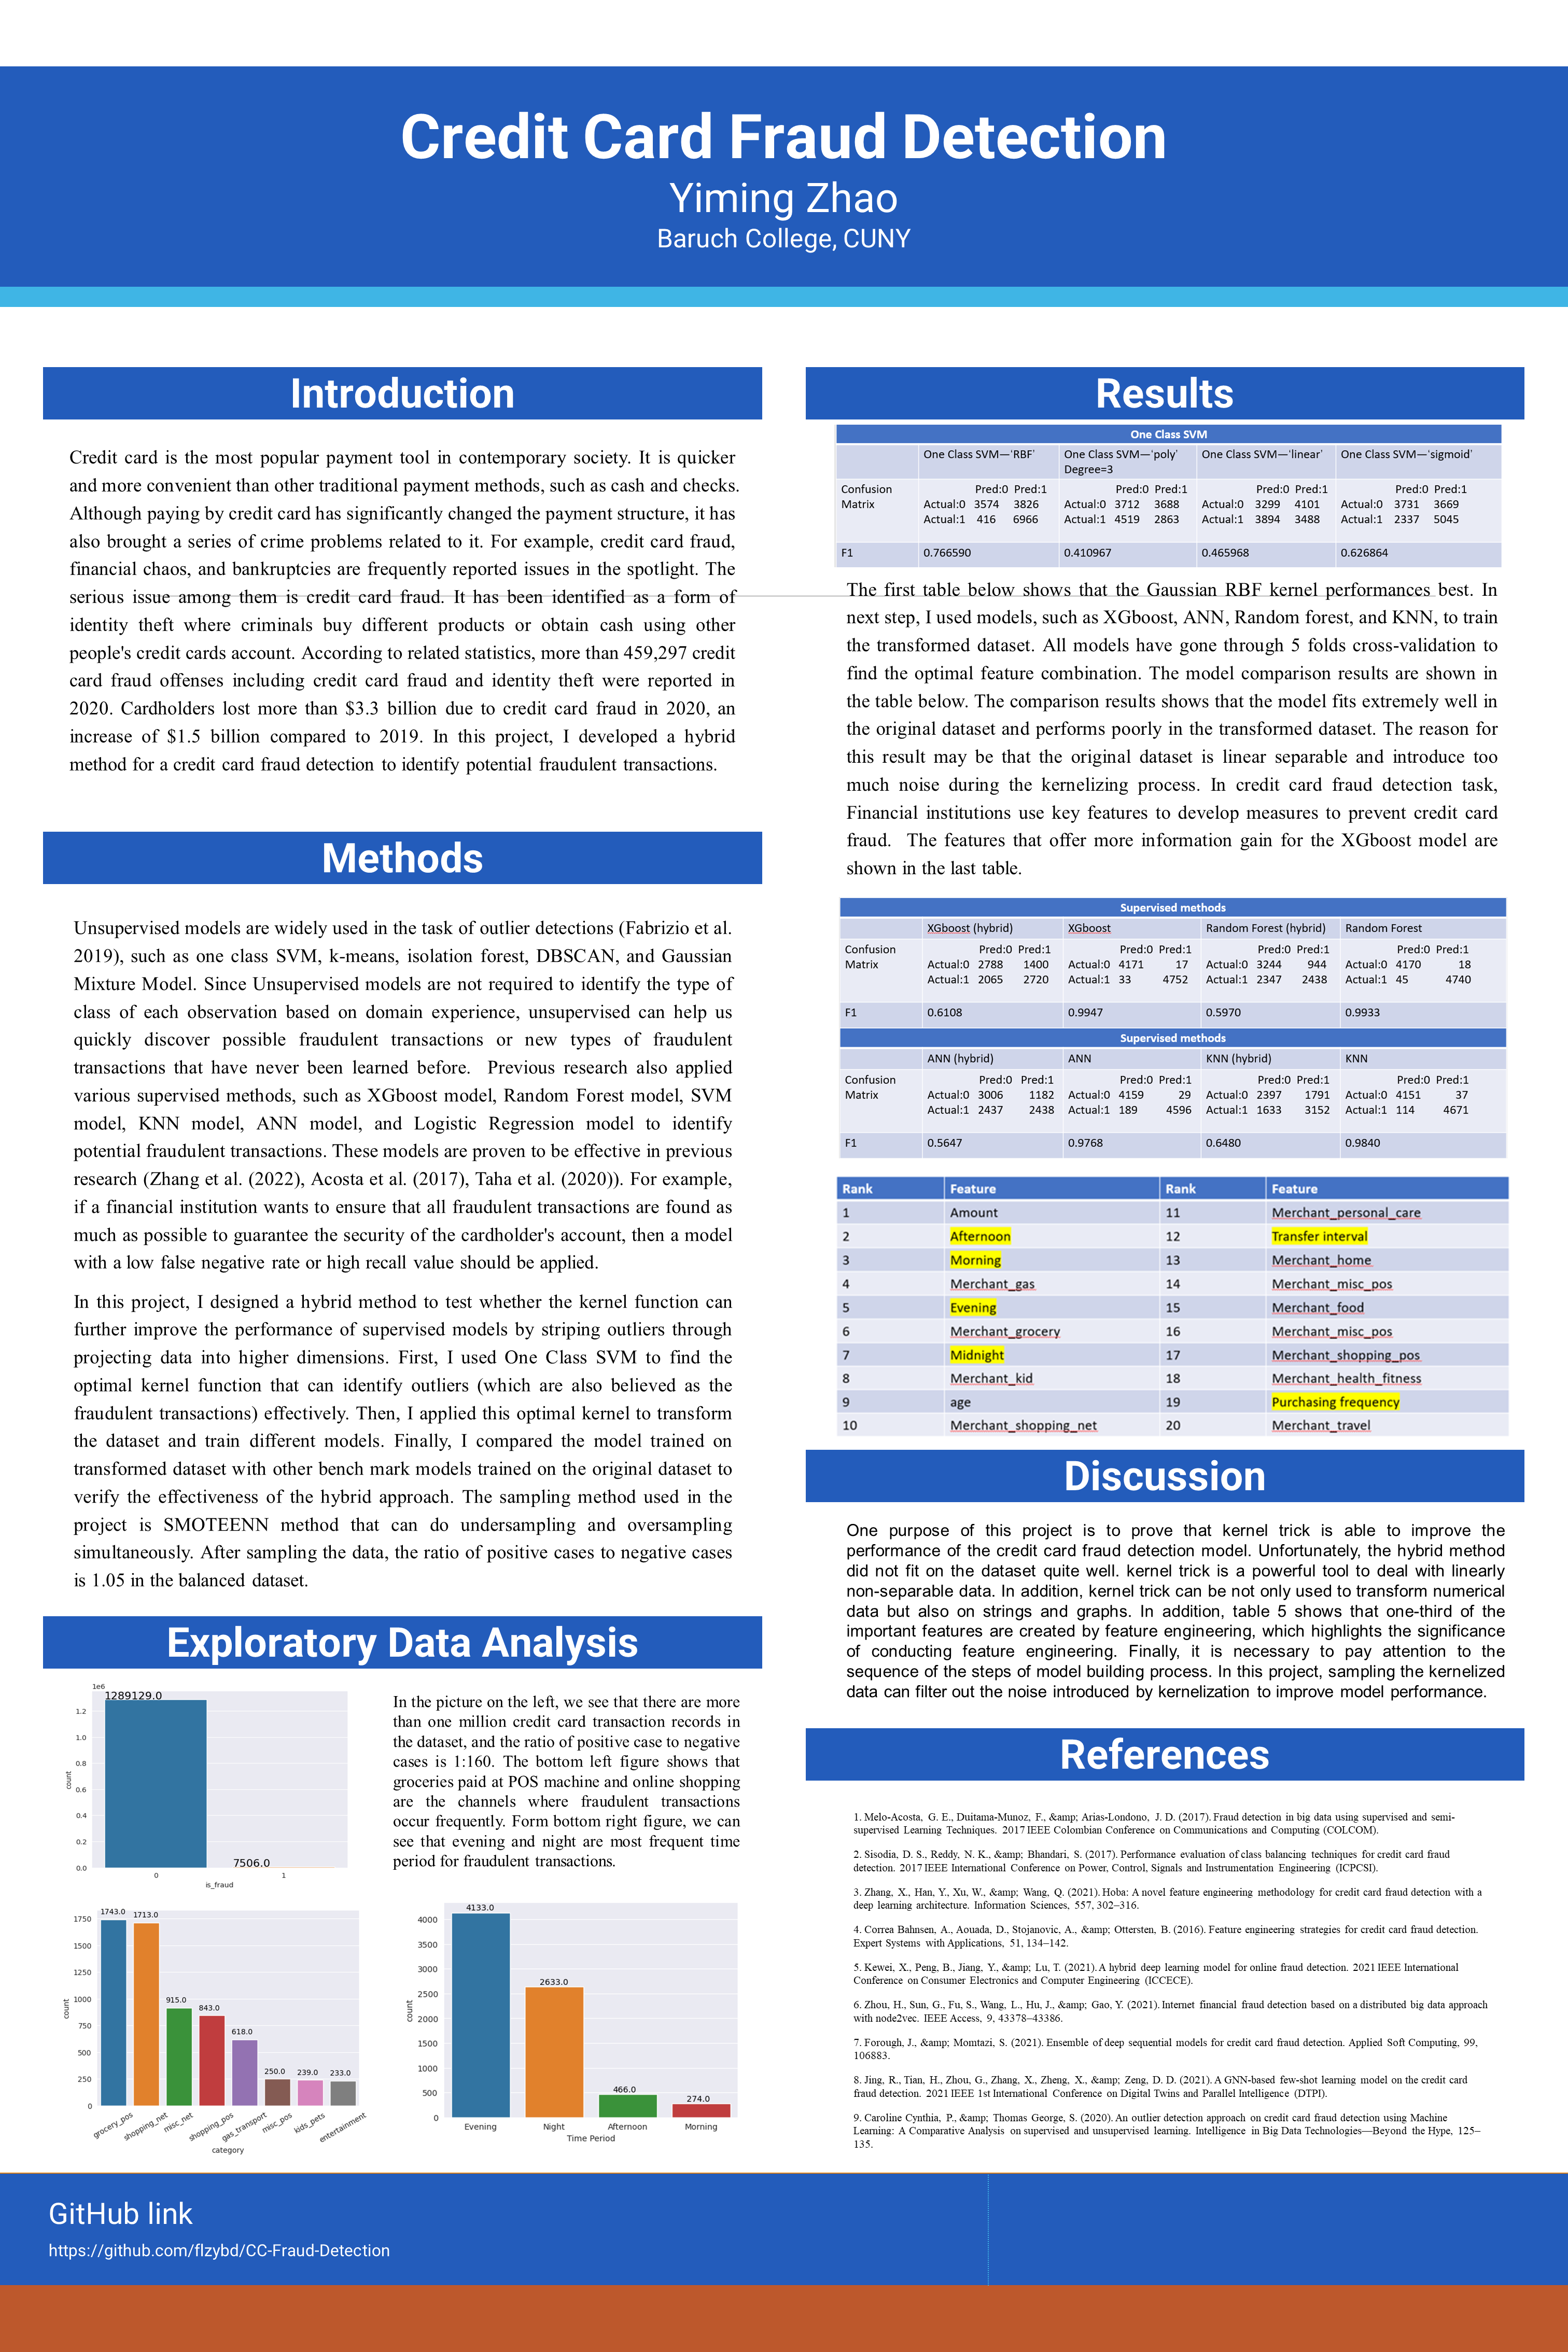 Credit Card Fraud Detection
Yiming Zhao
Baruch College, CUNY
Introduction
Credit card is the most popular payment tool in contemporary society. It is quicker
and more convenient than other traditional payment methods, such as cash and checks.
Although paying by credit card has significantly changed the payment structure, it has
also brought a series of crime problems related to it. For example, credit card fraud,
financial chaos, and bankruptcies are frequently reported issues in the spotlight. The
serious issue among them is credit card fraud. It has been identified as a form of
identity theft where criminals buy different products or obtain cash using other
people's credit cards account. According to related statistics, more than 459,297 credit
card fraud offenses including credit card fraud and identity theft were reported in
2020. Cardholders lost more than $3.3 billion due to credit card fraud in 2020, an
increase of $1.5 billion compared to 2019. In this project, I developed a hybrid
method for a credit card fraud detection to identify potential fraudulent transactions.
Methods
Unsupervised models are widely used in the task of outlier detections (Fabrizio et al.
2019), such as one class SVM, k-means, isolation forest, DBSCAN, and Gaussian
Mixture Model. Since Unsupervised models are not required to identify the type of
class of each observation based on domain experience, unsupervised can help us
quickly discover possible fraudulent transactions or new types of fraudulent
transactions that have never been learned before. Previous research also applied
various supervised methods, such as XGboost model, Random Forest model, SVM
model, KNN model, ANN model, and Logistic Regression model to identify
potential fraudulent transactions. These models are proven to be effective in previous
research (Zhang et al. (2022), Acosta et al. (2017), Taha et al. (2020)). For example,
if a financial institution wants to ensure that all fraudulent transactions are found as
much as possible to guarantee the security of the cardholder's account, then a model
with a low false negative rate or high recall value should be applied.
In this project, I designed a hybrid method to test whether the kernel function can
further improve the performance of supervised models by striping outliers through
projecting data into higher dimensions. First, I used One Class SVM to find the
optimal kernel function that can identify outliers (which are also believed as the
fraudulent transactions) effectively. Then, I applied this optimal kernel to transform
the dataset and train different models. Finally, I compared the model trained on
transformed dataset with other bench mark models trained on the original dataset to
verify the effectiveness of the hybrid approach. The sampling method used in the
project is SMOTEENN method that can do undersampling and oversampling
simultaneously. After sampling the data, the ratio of positive cases to negative cases
is 1.05 in the balanced dataset.
Exploratory Data Analysis
1e6
1289129.0
1.2
1.0
0.8
0.6
0.4
0.2
0.0
count
7506.0
0 1
is_fraud
In the picture on the left, we see that there are more
than one million credit card transaction records in
the dataset, and the ratio of positive case to negative
cases is 1:160. The bottom left figure shows that
groceries paid at POS machine and online shopping
are the channels where fraudulent transactions
occur frequently. Form bottom right figure, we can
see that evening and night are most frequent time
period for fraudulent transactions.
1743.0 1713.0 915.0 843.0 618.0 250.0 239.0 233.0
1750
1500
1250
1000
750
500
250
0
count
grocery_pos shopping_net misc_net shopping_pos gas_transport misc_pos kids_pets entertainment
category
4133.0 2633.0 466.0 274.0
4000
3500
3000
2500
2000
1500
1000
500
0
count
Evening Night Afternoon Morning
Time Period
Results
One Class SVM
One Class SVM—'RBF' One Class SVM—'poly' One Class SVM—'linear' One Class SVM—'sigmoid'
Degree=3
Confusion Pred:0 Pred:1 Pred:0 Pred:1 Pred:0 Pred:1 Pred:0 Pred:1
Matrix Actual:0 3574 3826 Actual:0 3712 3688 Actual:0 3299 4101 Actual:0 3731 3669
Actual:1 416 6966 Actual:1 4519 2863 Actual:1 3894 3488 Actual:1 2337 5045
F1 0.766590 0.410967 0.465968 0.626864
The first table below shows that the Gaussian RBF kernel performances best. In
next step, I used models, such as XGboost, ANN, Random forest, and KNN, to train
the transformed dataset. All models have gone through 5 folds cross-validation to
find the optimal feature combination. The model comparison results are shown in
the table below. The comparison results shows that the model fits extremely well in
the original dataset and performs poorly in the transformed dataset. The reason for
this result may be that the original dataset is linear separable and introduce too
much noise during the kernelizing process. In credit card fraud detection task,
Financial institutions use key features to develop measures to prevent credit card
fraud. The features that offer more information gain for the XGboost model are
shown in the last table.
Supervised methods
XGboost (hybrid) XGboost Random Forest (hybrid) Random Forest
Confusion Pred:0 Pred:1 Pred:0 Pred:1 Pred:0 Pred:1 Pred:0 Pred:1
Matrix Actual:0 2788 1400 Actual:0 4171 17 Actual:0 3244 944 Actual:0 4170 18
Actual:1 2065 2720 Actual:1 33 4752 Actual:1 2347 2438 Actual:1 45 4740
F1 0.6108 0.9947 0.5970 0.9933
Supervised methods
ANN (hybrid) ANN KNN (hybrid) KNN
Confusion Pred:0 Pred:1 Pred:0 Pred:1 Pred:0 Pred:1 Pred:0 Pred:1
Matrix Actual:0 3006 1182 Actual:0 4159 29 Actual:0 2397 1791 Actual:0 4151 37
Actual:1 2437 2438 Actual:1 189 4596 Actual:1 1633 3152 Actual:1 114 4671
F1 0.5647 0.9768 0.6480 0.9840
Rank Feature Rank Feature
1 Amount 11 Merchant_personal_care
2 Afternoon 12 Transfer interval
3 Morning 13 Merchant_home
4 Merchant_gas 14 Merchant_misc_pos
5 Evening 15 Merchant_food
6 Merchant_grocery 16 Merchant_misc_pos
7 Midnight 17 Merchant_shopping_pos
8 Merchant_kid 18 Merchant_health_fitness
9 age 19 Purchasing frequency
10 Merchant_shopping_net 20 Merchant_travel
Discussion
One purpose of this project is to prove that kernel trick is able to improve the
performance of the credit card fraud detection model. Unfortunately, the hybrid method
did not fit on the dataset quite well. kernel trick is a powerful tool to deal with linearly
non-separable data. In addition, kernel trick can be not only used to transform numerical
data but also on strings and graphs. In addition, table 5 shows that one-third of the
important features are created by feature engineering, which highlights the significance
of conducting feature engineering. Finally, it is necessary to pay attention to the
sequence of the steps of model building process. In this project, sampling the kernelized
data can filter out the noise introduced by kernelization to improve model performance.
References
1. Melo-Acosta, G. E., Duitama-Munoz, F., &amp; Arias-Londono, J. D. (2017). Fraud detection in big data using supervised and semi-
supervised Learning Techniques. 2017 IEEE Colombian Conference on Communications and Computing (COLCOM).
2. Sisodia, D. S., Reddy, N. K., &amp; Bhandari, S. (2017). Performance evaluation of class balancing techniques for credit card fraud
detection. 2017 IEEE International Conference on Power, Control, Signals and Instrumentation Engineering (ICPCSI).
3. Zhang, X., Han, Y., Xu, W., &amp; Wang, Q. (2021). Hoba: A novel feature engineering methodology for credit card fraud detection with a
deep learning architecture. Information Sciences, 557, 302–316.
4. Correa Bahnsen, A., Aouada, D., Stojanovic, A., &amp; Ottersten, B. (2016). Feature engineering strategies for credit card fraud detection.
Expert Systems with Applications, 51, 134–142.
5. Kewei, X., Peng, B., Jiang, Y., &amp; Lu, T. (2021). A hybrid deep learning model for online fraud detection. 2021 IEEE International
Conference on Consumer Electronics and Computer Engineering (ICCECE).
6. Zhou, H., Sun, G., Fu, S., Wang, L., Hu, J., &amp; Gao, Y. (2021). Internet financial fraud detection based on a distributed big data approach
with node2vec. IEEE Access, 9, 43378–43386.
7. Forough, J., &amp; Momtazi, S. (2021). Ensemble of deep sequential models for credit card fraud detection. Applied Soft Computing, 99,
106883.
8. Jing, R., Tian, H., Zhou, G., Zhang, X., Zheng, X., &amp; Zeng, D. D. (2021). A GNN-based few-shot learning model on the credit card
fraud detection. 2021 IEEE 1st International Conference on Digital Twins and Parallel Intelligence (DTPI).
9. Caroline Cynthia, P., &amp; Thomas George, S. (2020). An outlier detection approach on credit card fraud detection using Machine
Learning: A Comparative Analysis on supervised and unsupervised learning. Intelligence in Big Data Technologies—Beyond the Hype, 125–
135.
GitHub link
https://github.com/flzybd/CC-Fraud-Detection